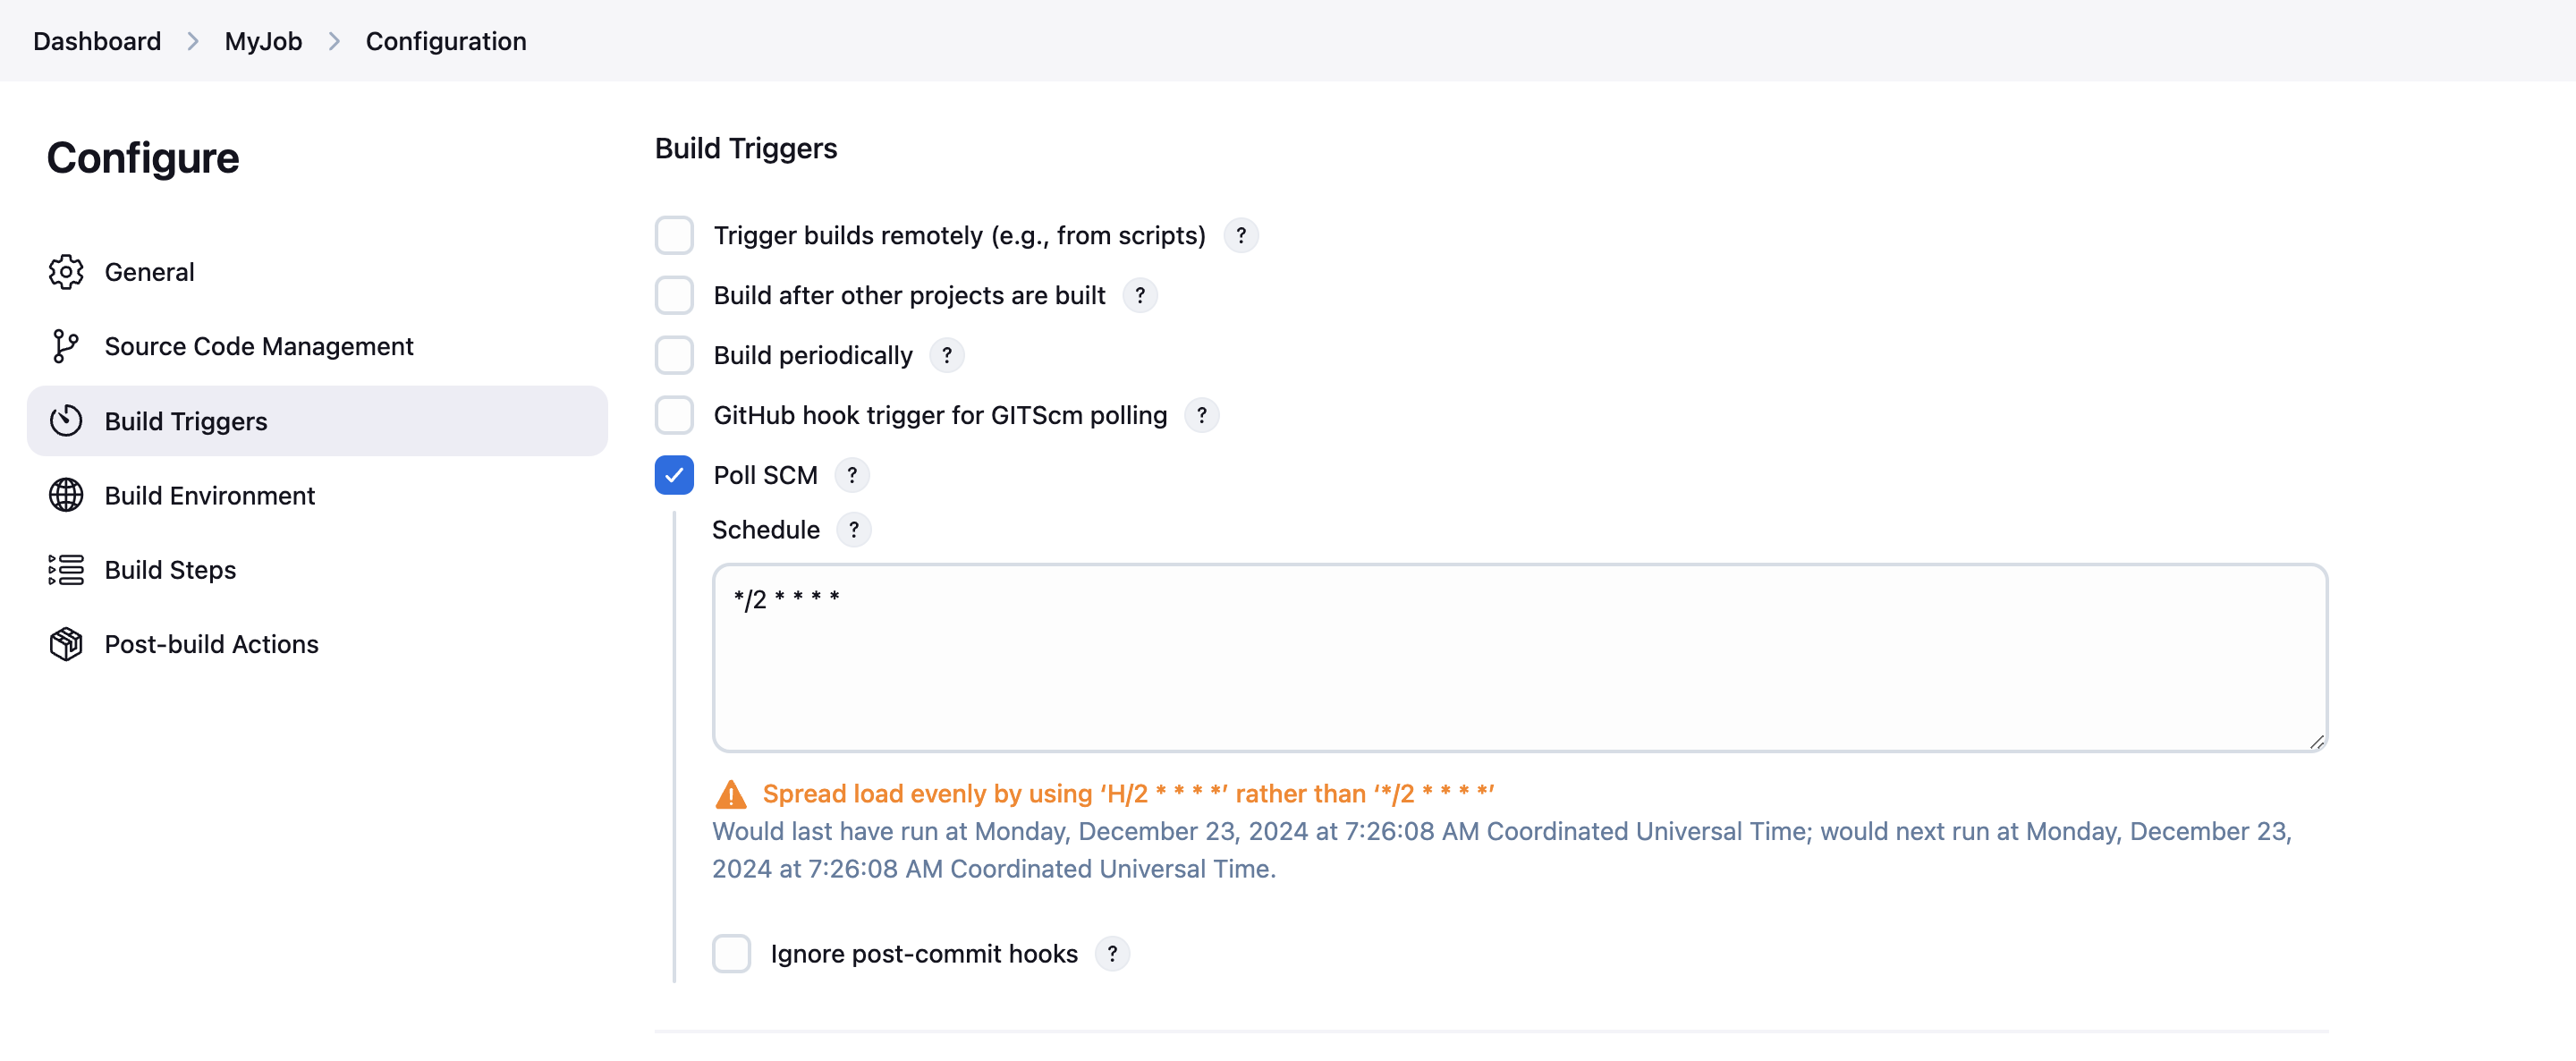 Dashboard > MyJob > Configuration
Configure
General
Source Code Management
Build Triggers
Build Environment
Build Steps
Post-build Actions
Build Triggers
Trigger builds remotely (e.g., from scripts) ?
Build after other projects are built ?
Build periodically ?
GitHub hook trigger for GITScm polling ?
Poll SCM ?
Schedule ?
*/2 * * * *
Spread load evenly by using ‘H/2 * * * *’ rather than ‘*/2 * * * *’
Would last have run at Monday, December 23, 2024 at 7:26:08 AM Coordinated Universal Time; would next run at Monday, December 23,
2024 at 7:26:08 AM Coordinated Universal Time.
Ignore post-commit hooks ?